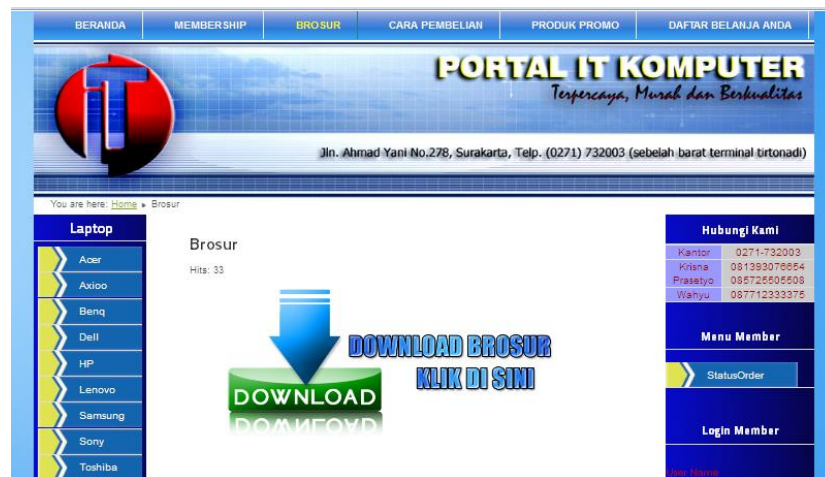 BERANDA MEMBERSHIP BROSUR CARA PEMBELIAN PRODUK PROMO DAFTAR BELANJA ANDA
IT
PORTAL IT KOMPUTER
Terpercaya, Murah dan Berkualitas
Jln. Ahmad Yani No.278, Surakarta, Telp. (0271) 732003 (sebelah barat terminal tirtonadi)
You are here: Home Brosur
Laptop
Acer
Axioo
Benq
Dell
HP
Lenovo
Samsung
Sony
Toshiba
Brosur
Hits: 33
DOWNLOAD BROSUR
KLIK DI SINI
DOWNLOAD
Hubungi Kami
Kantor 0271-732003
Krisna 081393076654
Prasetyo 085725505508
Wahyu 087712333375
Menu Member
StatusOrder
Login Member
User Name